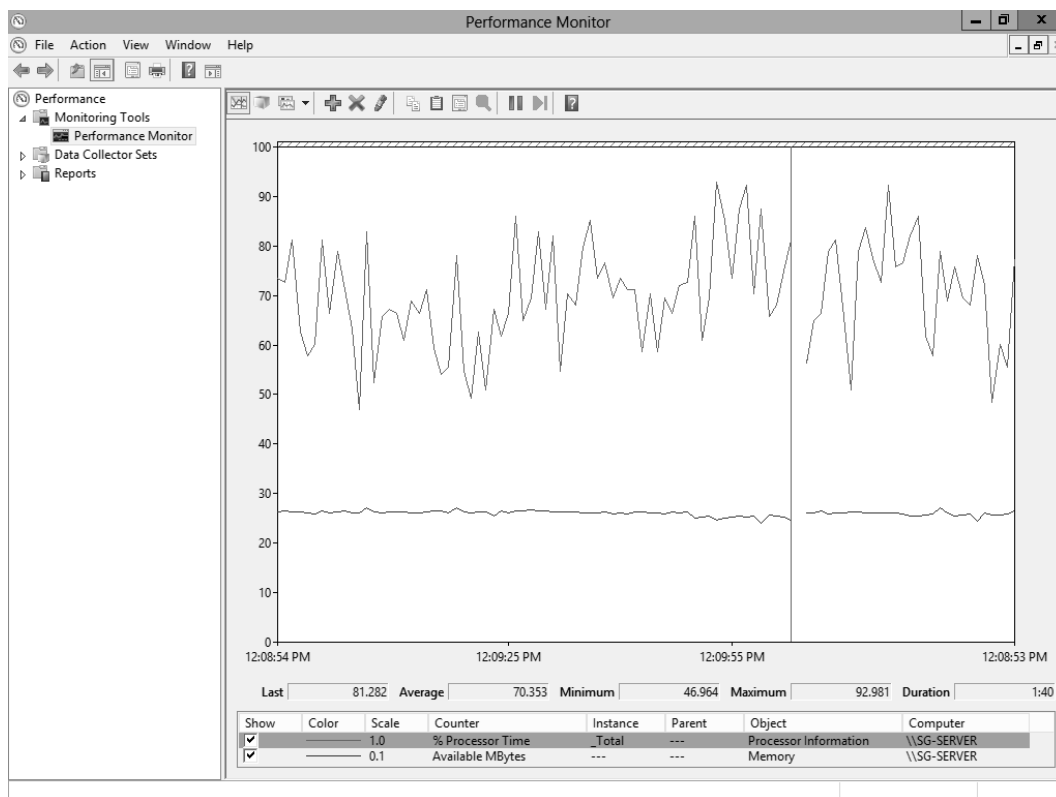 Performance Monitor
File Action View Window Help
Performance
Monitoring Tools
Performance Monitor
Data Collector Sets
Reports
100
90
80
70
60
50
40
30
20
10
0
12:08:54 PM 12:09:25 PM 12:09:55 PM 12:08:53 PM
Last 81.282 Average 70.353 Minimum 46.964 Maximum 92.981 Duration 1:40
Show Color Scale Counter Instance Parent Object Computer
1.0 % Processor Time _Total --- Processor Information \\SG-SERVER
0.1 Available MBytes --- --- Memory \\SG-SERVER